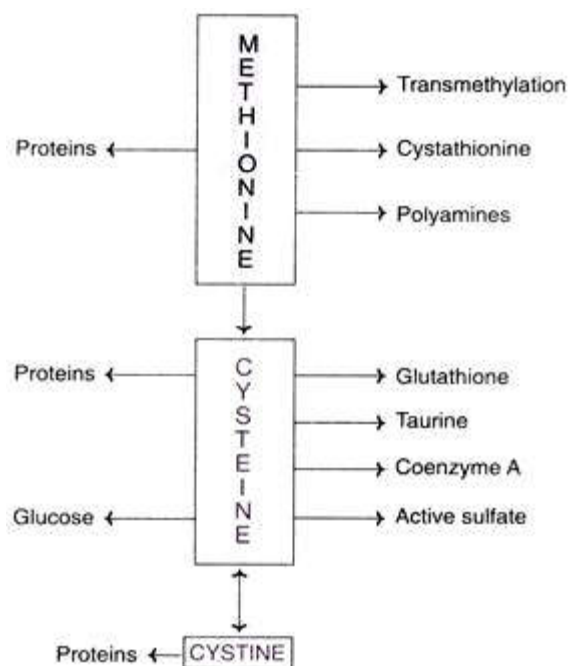 METHIONINE
Transmethylation
Proteins
Cystathionine
Polyamines
CYSTEINE
Proteins
Glutathione
Taurine
Coenzyme A
Glucose
Active sulfate
Proteins
CYSTINE